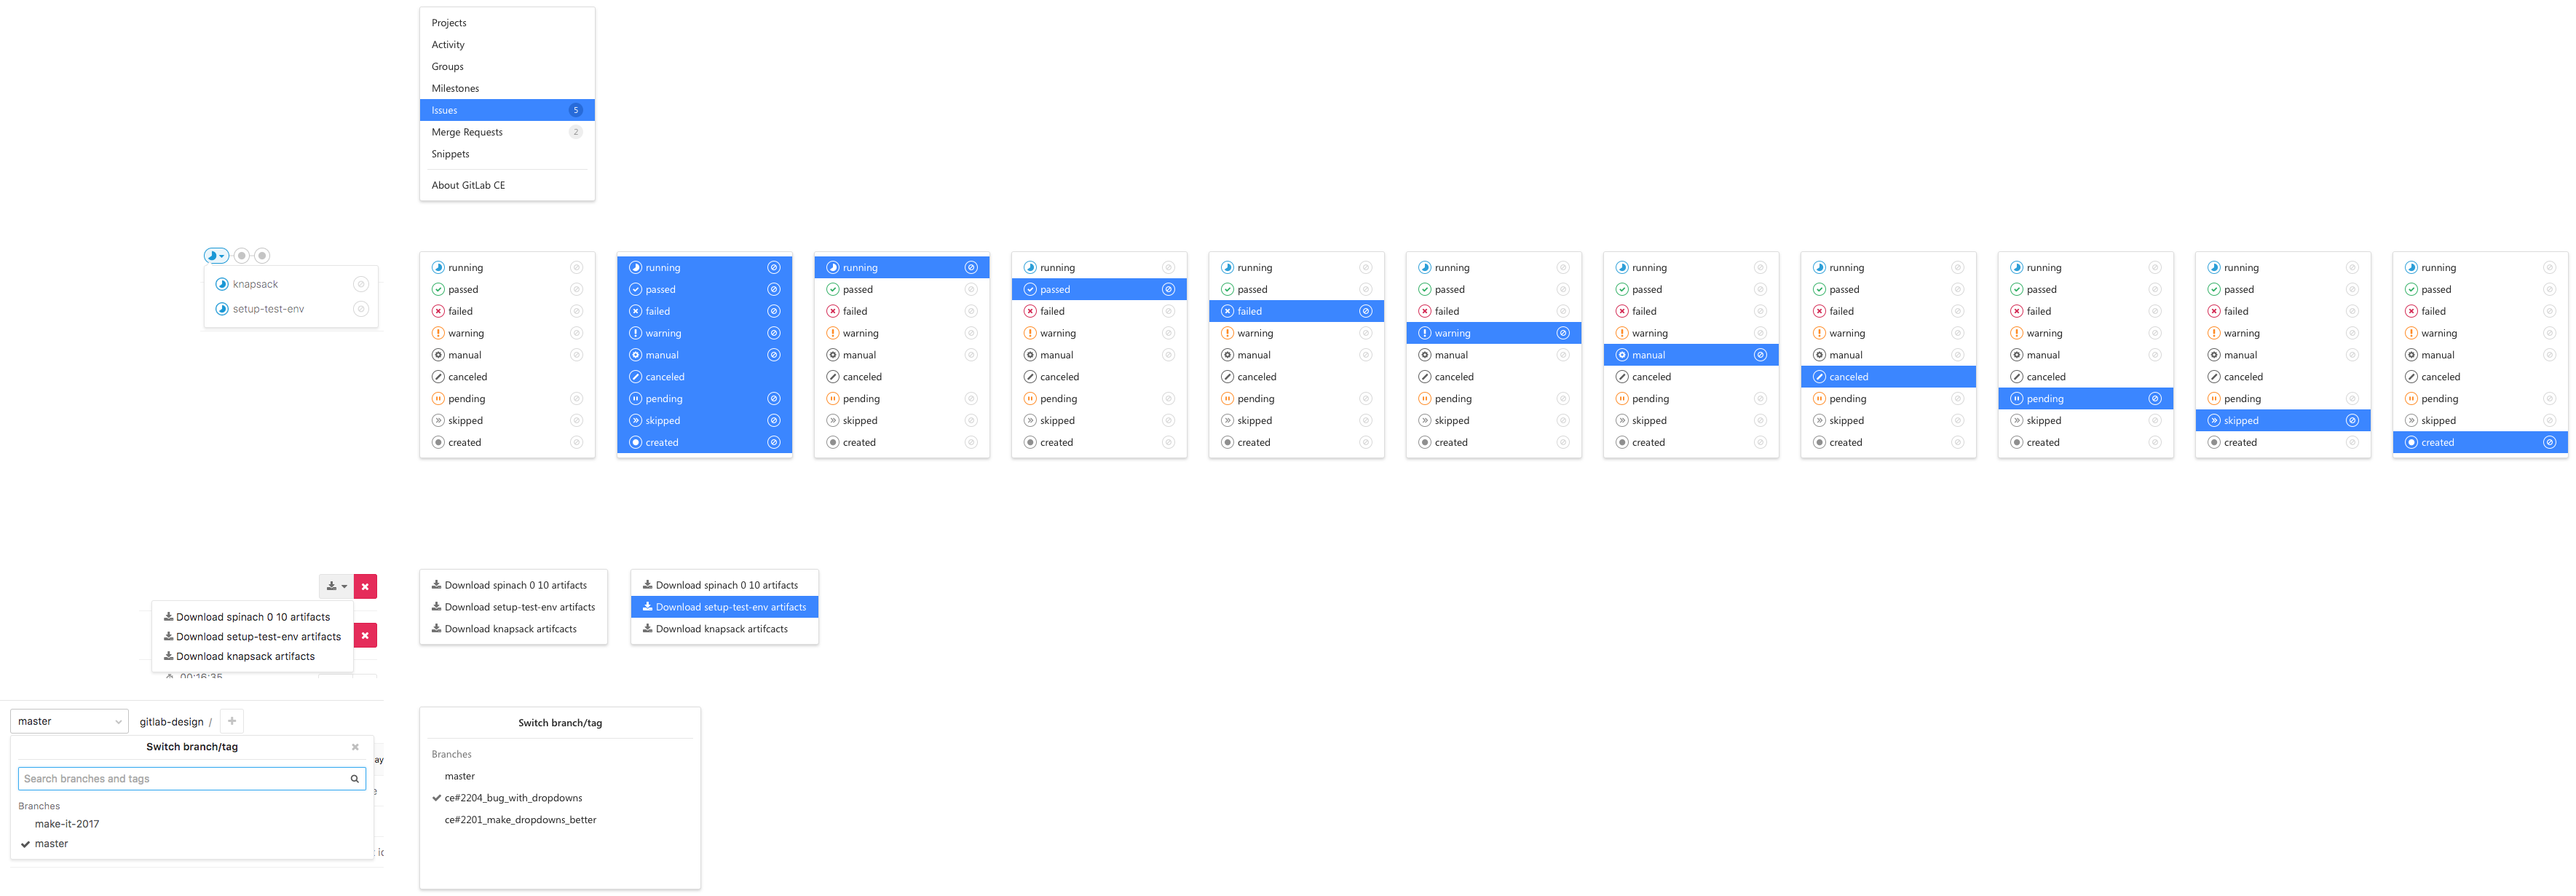 Projects
Activity
Groups
Milestones
Issues 5
Merge Requests 2
Snippets
About GitLab CE
knapsack
setup-test-env
running
passed
failed
warning
manual
canceled
pending
skipped
created
running
passed
failed
warning
manual
canceled
pending
skipped
created
running
passed
failed
warning
manual
canceled
pending
skipped
created
running
passed
failed
warning
manual
canceled
pending
skipped
created
running
passed
failed
warning
manual
canceled
pending
skipped
created
running
passed
failed
warning
manual
canceled
pending
skipped
created
running
passed
failed
warning
manual
canceled
pending
skipped
created
running
passed
failed
warning
manual
canceled
pending
skipped
created
running
passed
failed
warning
manual
canceled
pending
skipped
created
running
passed
failed
warning
manual
canceled
pending
skipped
created
running
passed
failed
warning
manual
canceled
pending
skipped
created
Download spinach 0 10 artifacts
Download setup-test-env artifacts
Download knapsack artifacts
Download spinach 0 10 artifacts
Download setup-test-env artifacts
Download knapsack artifcacts
Download spinach 0 10 artifacts
Download setup-test-env artifacts
Download knapsack artifcacts
master
gitlab-design /
Switch branch/tag
Search branches and tags
Branches
make-it-2017
master
Switch branch/tag
Branches
master
ce#2204_bug_with_dropdowns
ce#2201_make_dropdowns_better